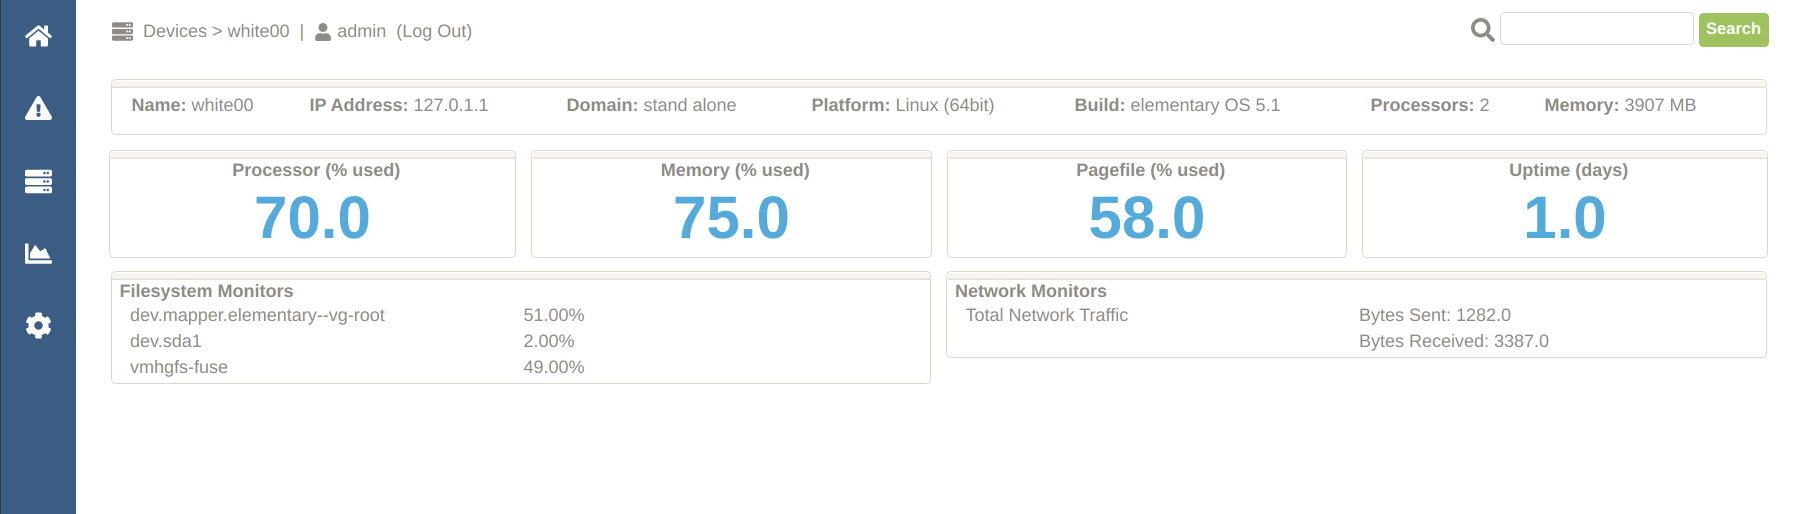 Devices > white00 | admin (Log Out)
Search
Name: white00 IP Address: 127.0.1.1 Domain: stand alone Platform: Linux (64bit) Build: elementary OS 5.1 Processors: 2 Memory: 3907 MB
Processor (% used)
70.0
Memory (% used)
75.0
Pagefile (% used)
58.0
Uptime (days)
1.0
Filesystem Monitors
dev.mapper.elementary--vg-root 51.00%
dev.sda1 2.00%
vmhgfs-fuse 49.00%
Network Monitors
Total Network Traffic Bytes Sent: 1282.0
Bytes Received: 3387.0